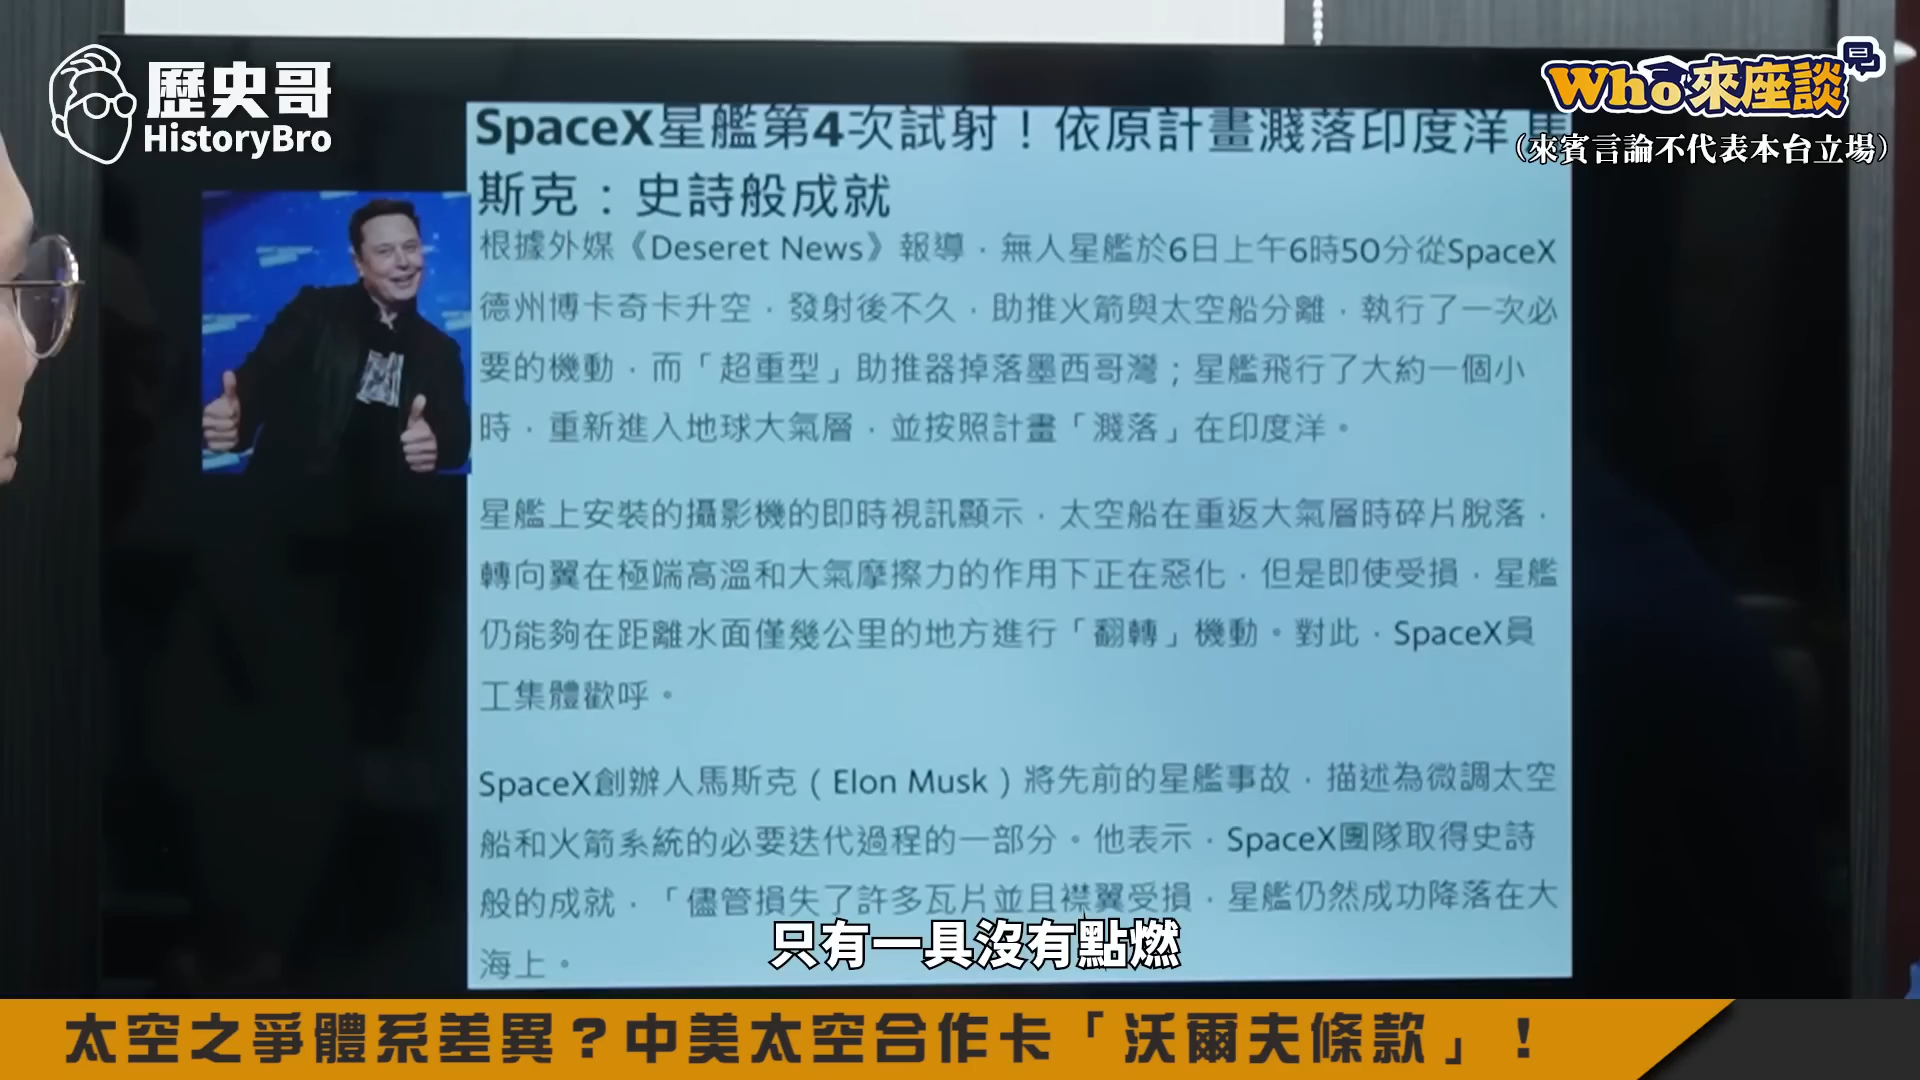 歷史哥
HistoryBro
Who來座談
（來賓言論不代表本台立場）
SpaceX星艦第4次試射！依原計畫濺落印度洋 馬
斯克：史詩般成就
根據外媒《Deseret News》報導，無人星艦於6日上午6時50分從SpaceX
德州博卡奇卡升空，發射後不久，助推火箭與太空船分離，執行了一次必
要的機動，而「超重型」助推器掉落墨西哥灣；星艦飛行了大約一個小
時，重新進入地球大氣層，並按照計畫「濺落」在印度洋。
星艦上安裝的攝影機的即時視訊顯示，太空船在重返大氣層時碎片脫落，
轉向翼在極端高溫和大氣摩擦力的作用下正在惡化，但是即使受損，星艦
仍能夠在距離水面僅幾公里的地方進行「翻轉」機動。對此，SpaceX員
工集體歡呼。
SpaceX創辦人馬斯克（Elon Musk）將先前的星艦事故，描述為微調太空
船和火箭系統的必要迭代過程的一部分。他表示，SpaceX團隊取得史詩
般的成就，「儘管損失了許多瓦片並且襟翼受損，星艦仍然成功降落在大
海上。
只有一具沒有點燃
太空之爭體系差異？中美太空合作卡「沃爾夫條款」！